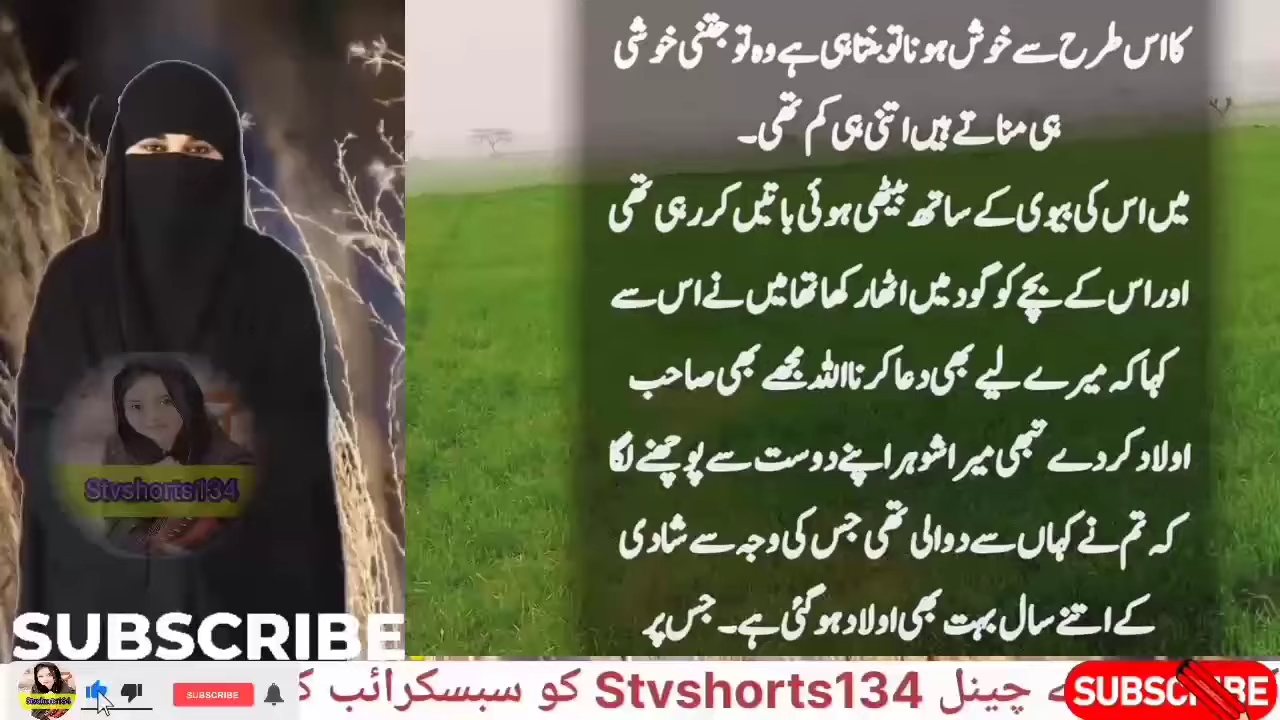 کا اس طرح سے خوش ہونا تو بنتا ہی ہے وہ تو جتنی خوشی
ہی مناتے ہیں اتنی ہی کم تھی۔
میں اس کی بیوی کے ساتھ بیٹھی ہوئی باتیں کر رہی تھی
اور اس کے بچے کو گود میں اٹھا رکھا تھا میں نے اس سے
کہا کہ میرے لیے بھی دعا کرنا اللہ مجھے بھی صاحب
اولاد کر دے تبھی میرا شوہر اپنے دوست سے پوچھنے لگا
کہ تم نے کہاں سے دوا لی تھی جس کی وجہ سے شادی
کے اتنے سال بہت بھی اولاد ہو گئی ہے۔ جس پر
Stvshorts134
SUBSCRIBE
Stvshorts134
SUBSCRIBE
ے چینل Stvshorts134 کو سبسکرائب ک
SUBSCRIBE